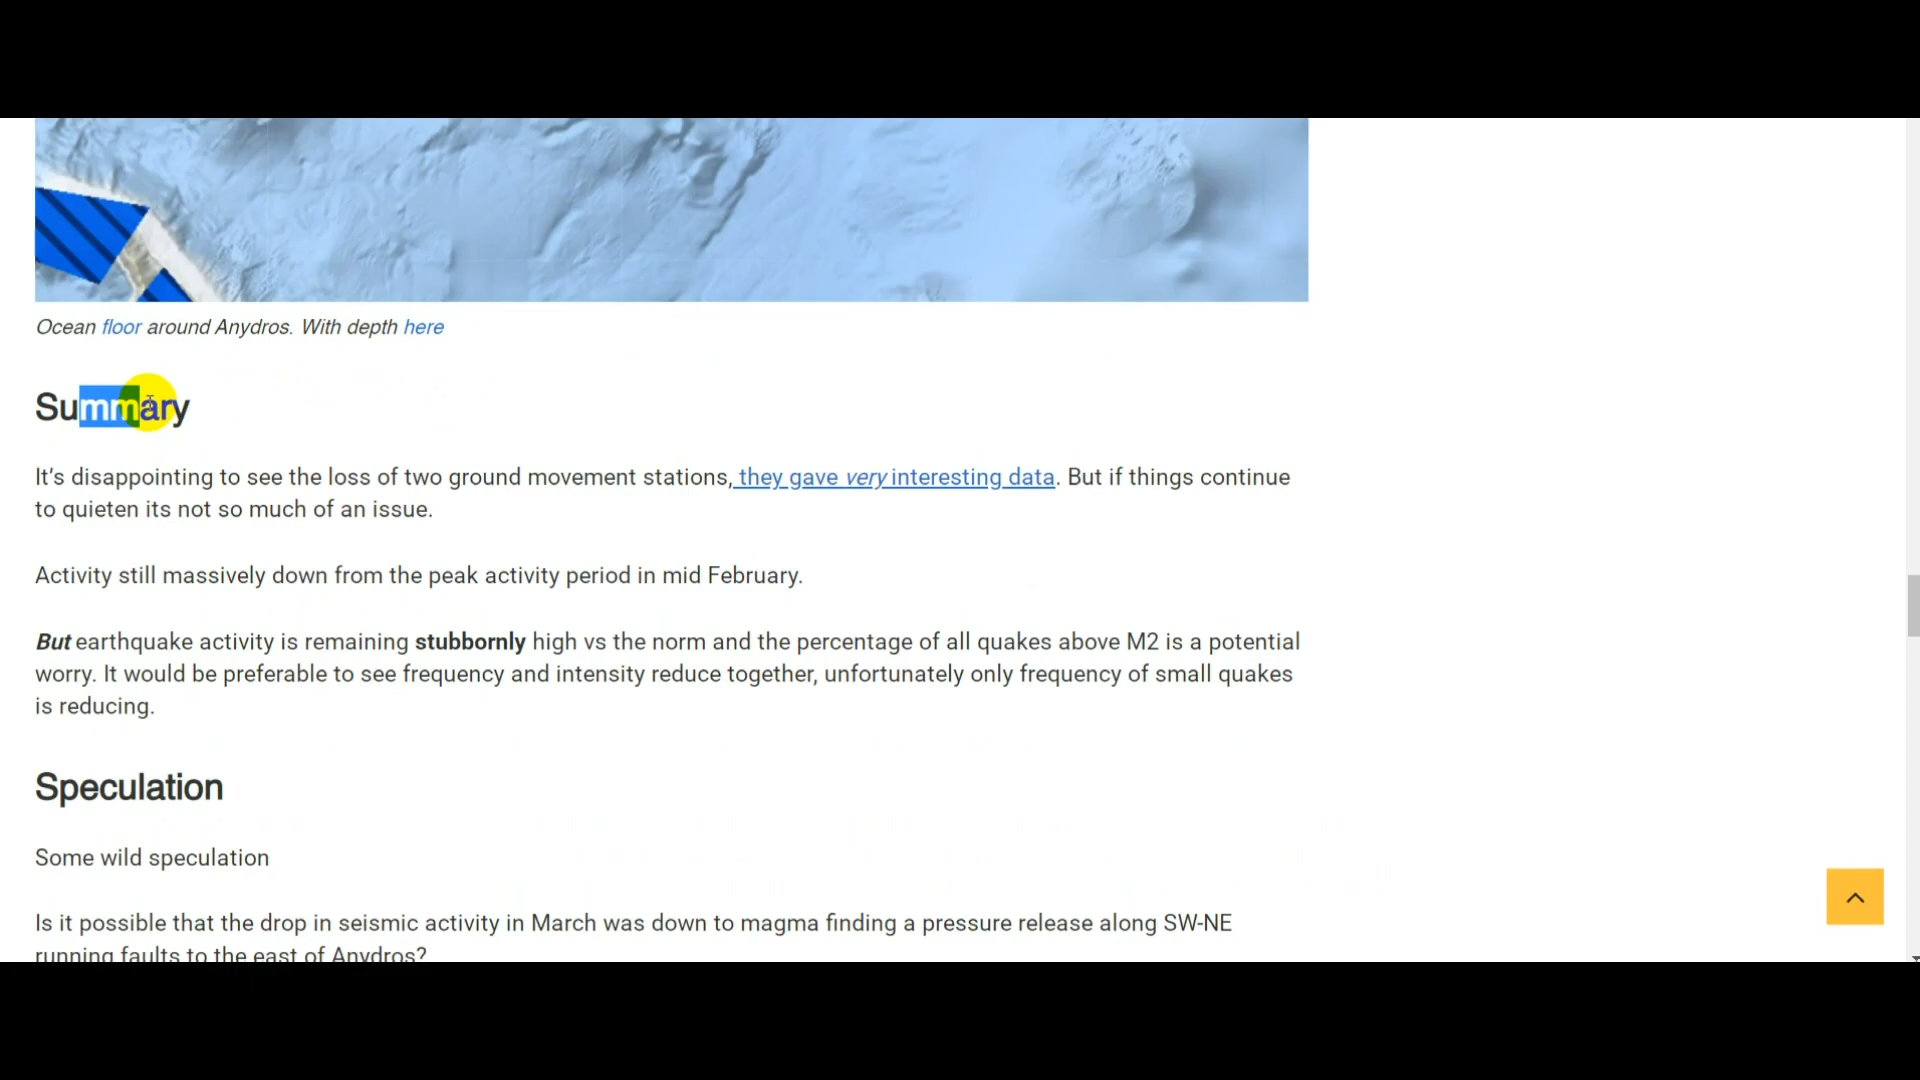 Ocean floor around Anydros. With depth here
Summary
It’s disappointing to see the loss of two ground movement stations, they gave very interesting data. But if things continue
to quieten its not so much of an issue.
Activity still massively down from the peak activity period in mid February.
But earthquake activity is remaining stubbornly high vs the norm and the percentage of all quakes above M2 is a potential
worry. It would be preferable to see frequency and intensity reduce together, unfortunately only frequency of small quakes
is reducing.
Speculation
Some wild speculation
Is it possible that the drop in seismic activity in March was down to magma finding a pressure release along SW-NE
running faults to the east of Anydros?